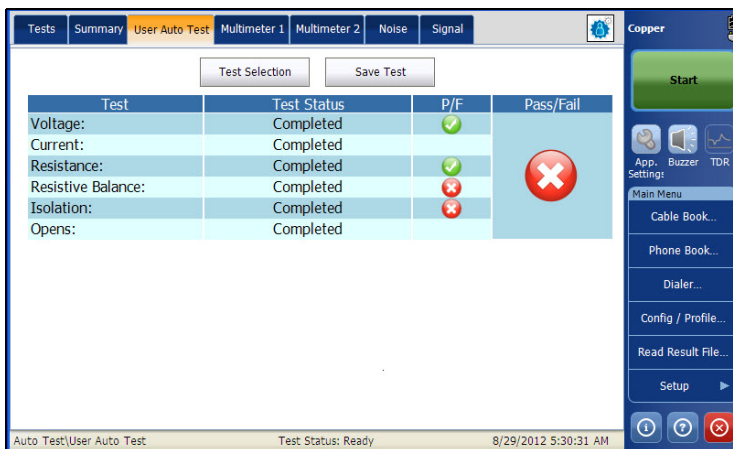 Tests Summary User Auto Test Multimeter 1 Multimeter 2 Noise Signal
Test Selection Save Test
Test Test Status P/F Pass/Fail
Voltage: Completed
Current: Completed
Resistance: Completed
Resistive Balance: Completed
Isolation: Completed
Opens: Completed
Auto Test\User Auto Test Test Status: Ready 8/29/2012 5:30:31 AM
Copper
Start
App. Setting: Buzzer TDR
Main Menu
Cable Book...
Phone Book...
Dialer...
Config / Profile...
Read Result File...
Setup